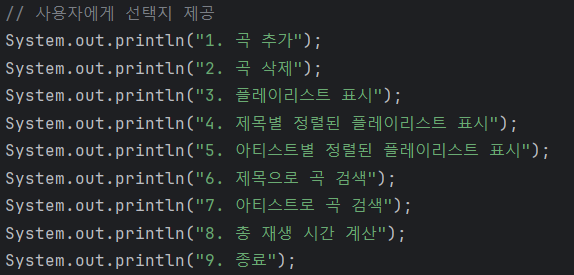 // 사용자에게 선택지 제공
System.out.println("1. 곡 추가");
System.out.println("2. 곡 삭제");
System.out.println("3. 플레이리스트 표시");
System.out.println("4. 제목별 정렬된 플레이리스트 표시");
System.out.println("5. 아티스트별 정렬된 플레이리스트 표시");
System.out.println("6. 제목으로 곡 검색");
System.out.println("7. 아티스트로 곡 검색");
System.out.println("8. 총 재생 시간 계산");
System.out.println("9. 종료");